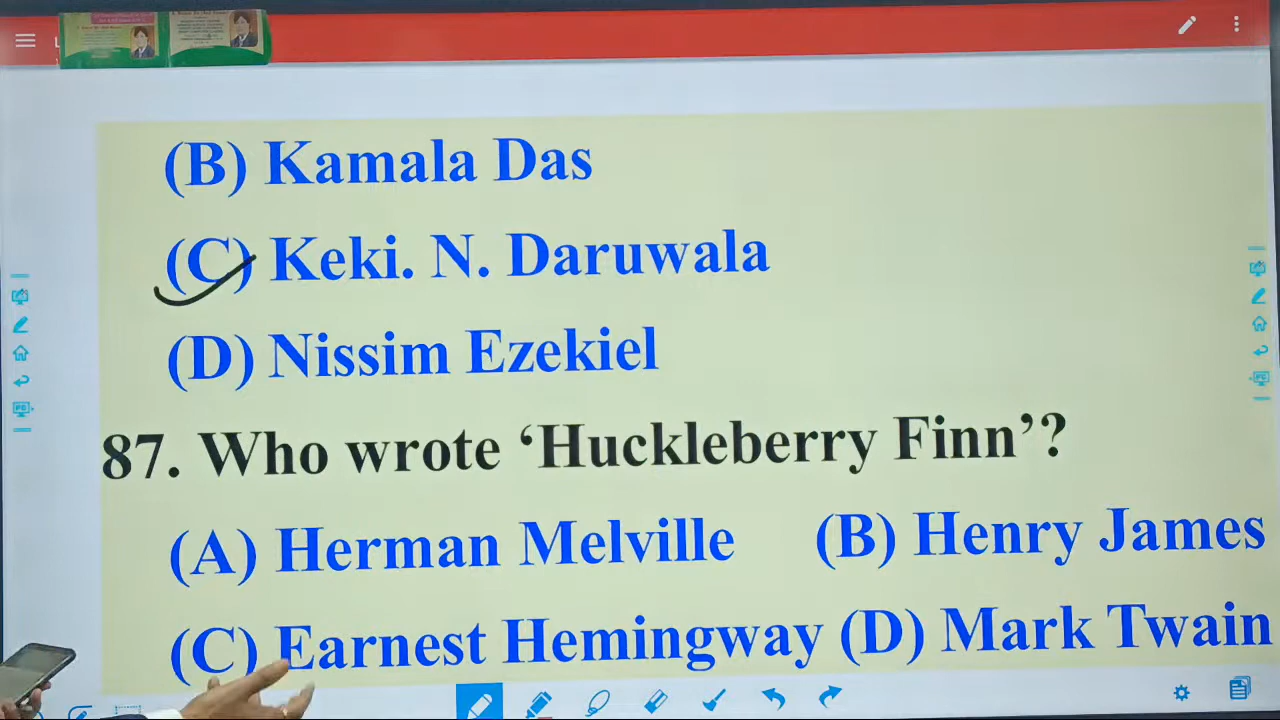 (B) Kamala Das
(C) Keki. N. Daruwala
(D) Nissim Ezekiel
87. Who wrote ‘Huckleberry Finn’?
(A) Herman Melville (B) Henry James
(C) Earnest Hemingway (D) Mark Twain